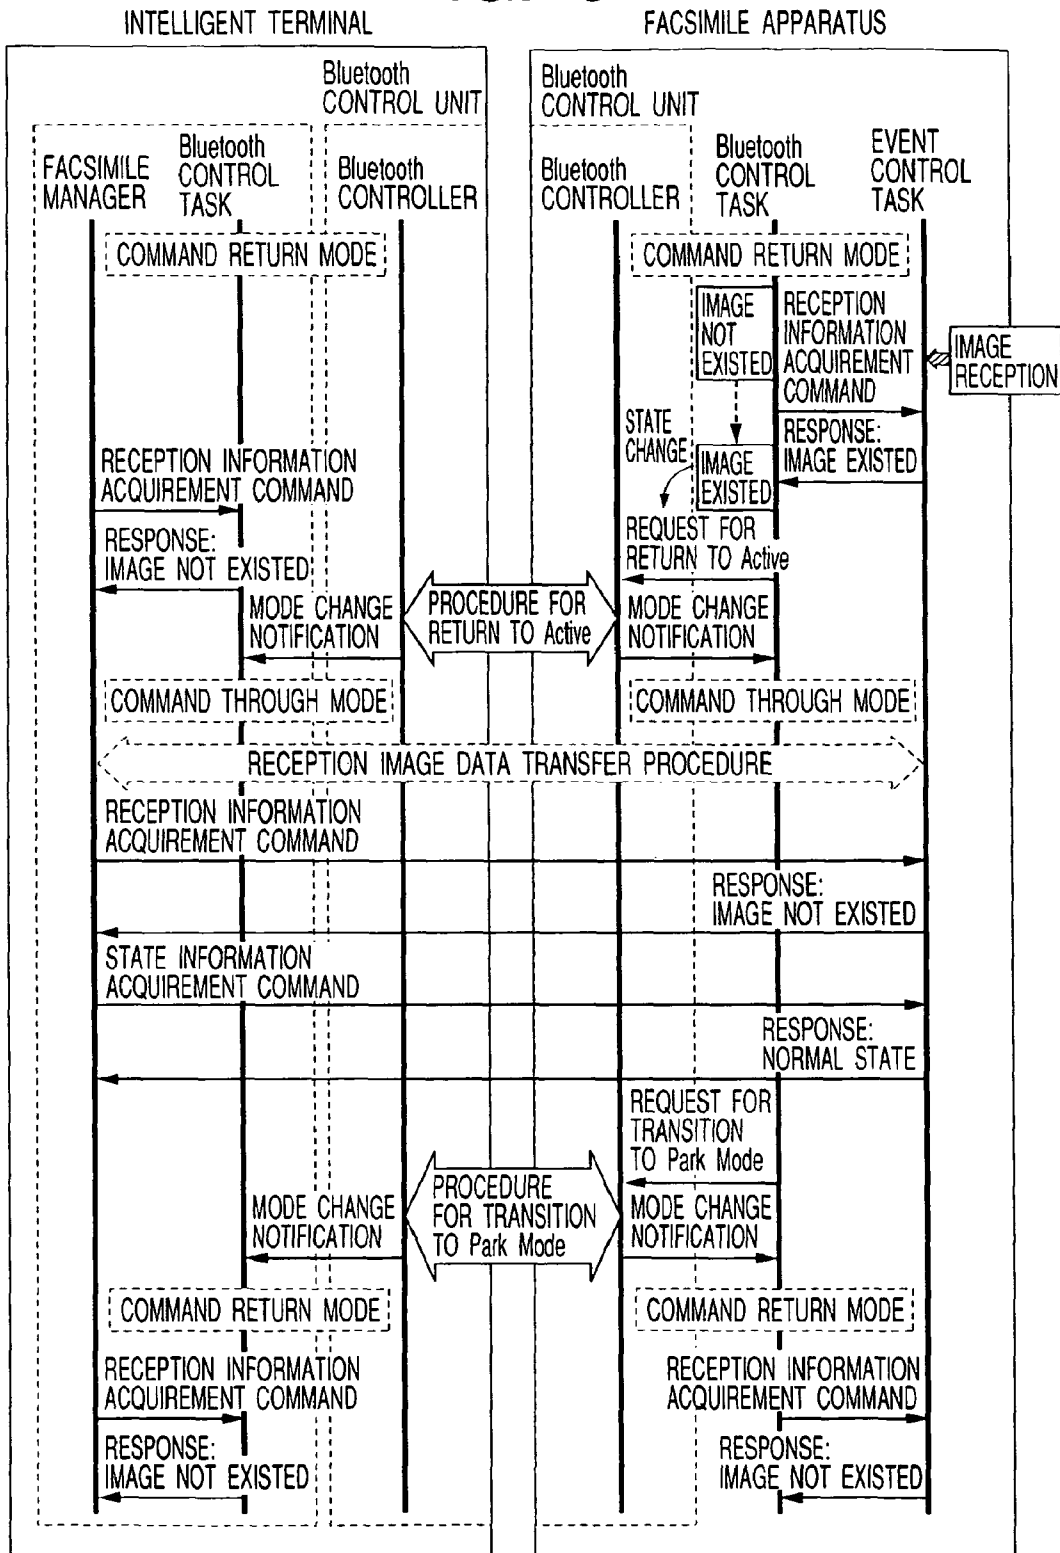 INTELLIGENT TERMINAL
FACSIMILE APPARATUS
Bluetooth
CONTROL UNIT
Bluetooth
CONTROL UNIT
FACSIMILE
MANAGER
Bluetooth
CONTROL
TASK
Bluetooth
CONTROLLER
Bluetooth
CONTROLLER
Bluetooth
CONTROL
TASK
EVENT
CONTROL
TASK
COMMAND RETURN MODE
COMMAND RETURN MODE
IMAGE
NOT
EXISTED
RECEPTION
INFORMATION
ACQUIREMENT
COMMAND
IMAGE
RECEPTION
STATE
CHANGE
RESPONSE:
IMAGE EXISTED
IMAGE
EXISTED
RECEPTION INFORMATION
ACQUIREMENT COMMAND
REQUEST FOR
RETURN TO Active
RESPONSE:
IMAGE NOT EXISTED
MODE CHANGE
NOTIFICATION
PROCEDURE FOR
RETURN TO Active
MODE CHANGE
NOTIFICATION
COMMAND THROUGH MODE
COMMAND THROUGH MODE
RECEPTION IMAGE DATA TRANSFER PROCEDURE
RECEPTION INFORMATION
ACQUIREMENT COMMAND
RESPONSE:
IMAGE NOT EXISTED
STATE INFORMATION
ACQUIREMENT COMMAND
RESPONSE:
NORMAL STATE
REQUEST FOR
TRANSITION
TO Park Mode
MODE CHANGE
NOTIFICATION
PROCEDURE
FOR TRANSITION
TO Park Mode
MODE CHANGE
NOTIFICATION
COMMAND RETURN MODE
COMMAND RETURN MODE
RECEPTION INFORMATION
ACQUIREMENT COMMAND
RECEPTION INFORMATION
ACQUIREMENT COMMAND
RESPONSE:
IMAGE NOT EXISTED
RESPONSE:
IMAGE NOT EXISTED